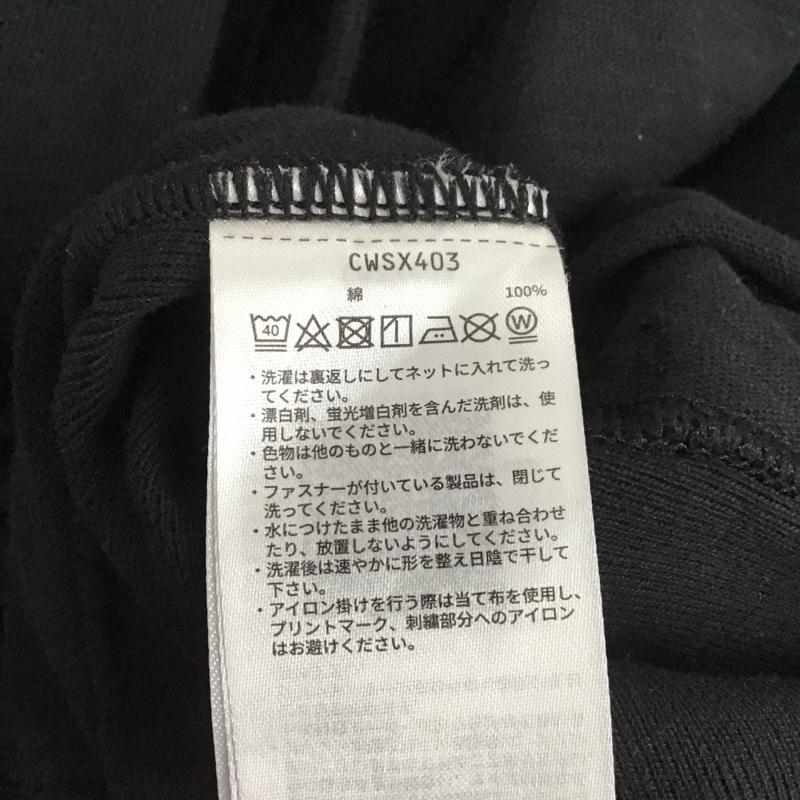 CWSX403
綿 100%
40 W
・洗濯は裏返しにしてネットに入れて洗っ
てください。
・漂白剤、蛍光増白剤を含んだ洗剤は、使
用しないでください。
・色物は他のものと一緒に洗わないでくだ
さい。
・ファスナーが付いている製品は、閉じて
洗ってください。
・水につけたまま他の洗濯物と重ね合わせ
たり、放置しないようにしてください。
・洗濯後は速やかに形を整え日陰で干して
下さい。
・アイロン掛けを行う際は当て布を使用し、
プリントマーク、刺繍部分へのアイロン
はお避けください。